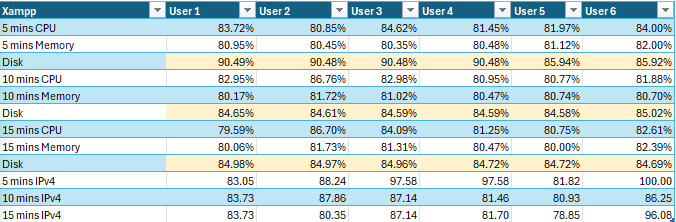 Xampp User 1 User 2 User 3 User 4 User 5 User 6
5 mins CPU 83.72% 80.85% 84.62% 81.45% 81.97% 84.00%
5 mins Memory 80.95% 80.45% 80.35% 80.48% 81.12% 82.00%
Disk 90.49% 90.48% 90.48% 90.48% 85.94% 85.92%
10 mins CPU 82.95% 86.76% 82.98% 80.95% 80.77% 81.88%
10 mins Memory 80.17% 81.72% 81.02% 80.47% 80.74% 80.70%
Disk 84.65% 84.61% 84.59% 84.59% 84.58% 85.02%
15 mins CPU 79.59% 86.70% 84.09% 81.25% 80.75% 82.61%
15 mins Memory 80.06% 81.73% 81.31% 80.47% 80.00% 82.39%
Disk 84.98% 84.97% 84.96% 84.72% 84.72% 84.69%
5 mins IPv4 83.05 88.24 97.58 97.58 81.82 100.00
10 mins IPv4 83.73 87.86 87.14 81.46 80.93 86.25
15 mins IPv4 83.73 80.35 87.14 81.70 78.85 96.08